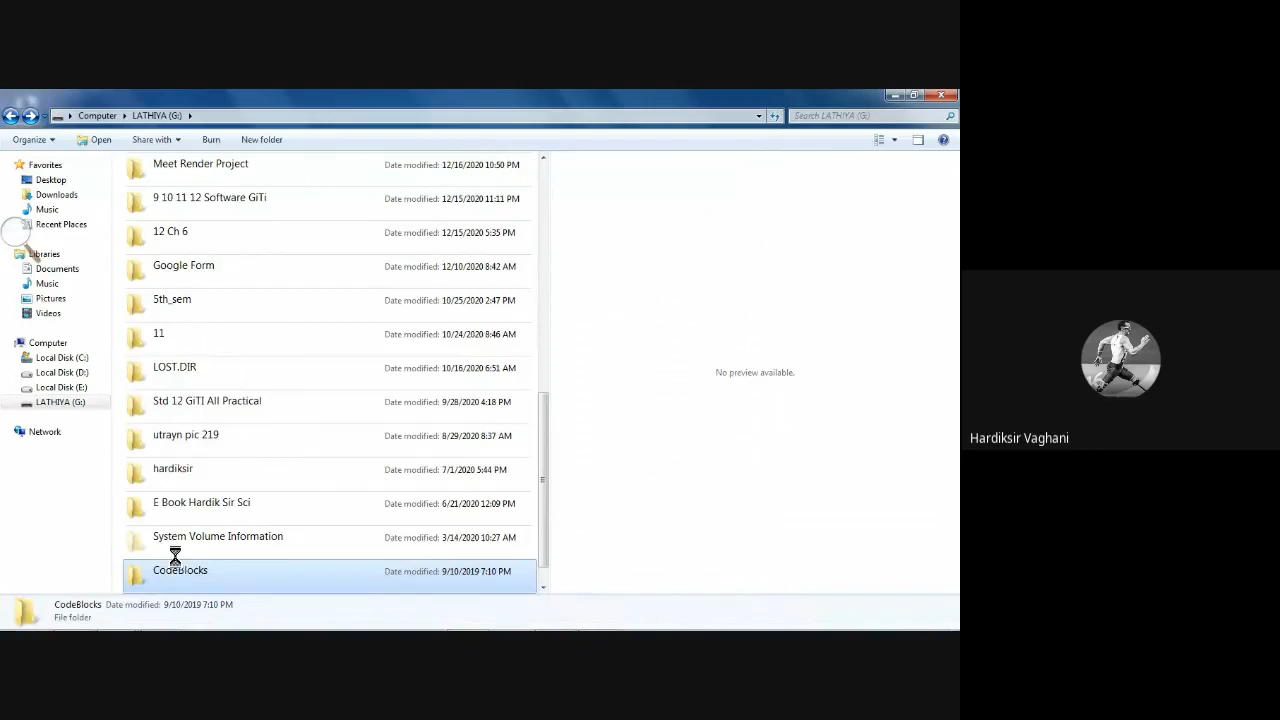 Computer ▸ LATHIYA (G:) ▸
Search LATHIYA (G:)
Organize Open Share with Burn New folder
Favorites
Desktop
Downloads
Music
Recent Places
Libraries
Documents
Music
Pictures
Videos
Computer
Local Disk (C:)
Local Disk (D:)
Local Disk (E:)
LATHIYA (G:)
Network
Meet Render Project Date modified: 12/16/2020 10:50 PM
9 10 11 12 Software GiTi Date modified: 12/15/2020 11:11 PM
12 Ch 6 Date modified: 12/15/2020 5:35 PM
Google Form Date modified: 12/10/2020 8:42 AM
5th_sem Date modified: 10/25/2020 2:47 PM
11 Date modified: 10/24/2020 8:46 AM
LOST.DIR Date modified: 10/16/2020 6:51 AM
Std 12 GiTI All Practical Date modified: 9/28/2020 4:18 PM
utrayn pic 219 Date modified: 8/29/2020 8:37 AM
hardiksir Date modified: 7/1/2020 5:44 PM
E Book Hardik Sir Sci Date modified: 6/21/2020 12:09 PM
System Volume Information Date modified: 3/14/2020 10:27 AM
CodeBlocks Date modified: 9/10/2019 7:10 PM
No preview available.
CodeBlocks Date modified: 9/10/2019 7:10 PM
File folder
Hardiksir Vaghani